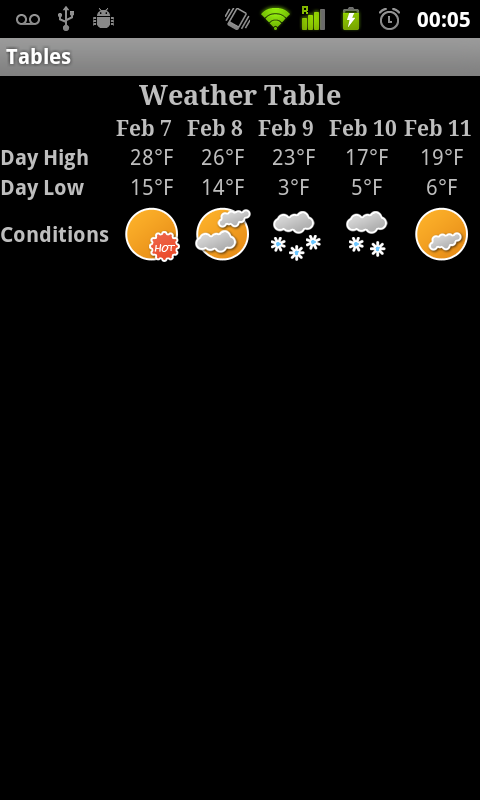 R
00:05
Tables
Weather Table
Feb 7 Feb 8 Feb 9 Feb 10 Feb 11
Day High 28°F 26°F 23°F 17°F 19°F
Day Low 15°F 14°F 3°F 5°F 6°F
Conditions HOT